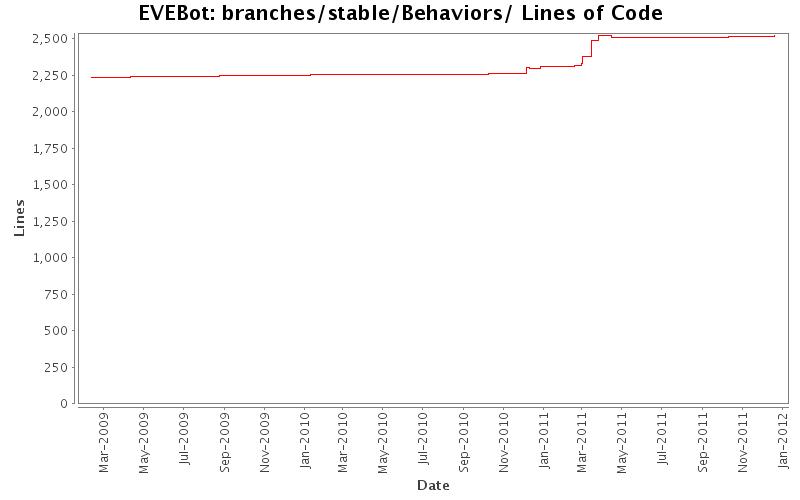 EVEBot: branches/stable/Behaviors/ Lines of Code
Lines
2,500
2,250
2,000
1,750
1,500
1,250
1,000
750
500
250
0
Mar-2009
May-2009
Jul-2009
Sep-2009
Nov-2009
Jan-2010
Mar-2010
May-2010
Jul-2010
Sep-2010
Nov-2010
Jan-2011
Mar-2011
May-2011
Jul-2011
Sep-2011
Nov-2011
Jan-2012
Date